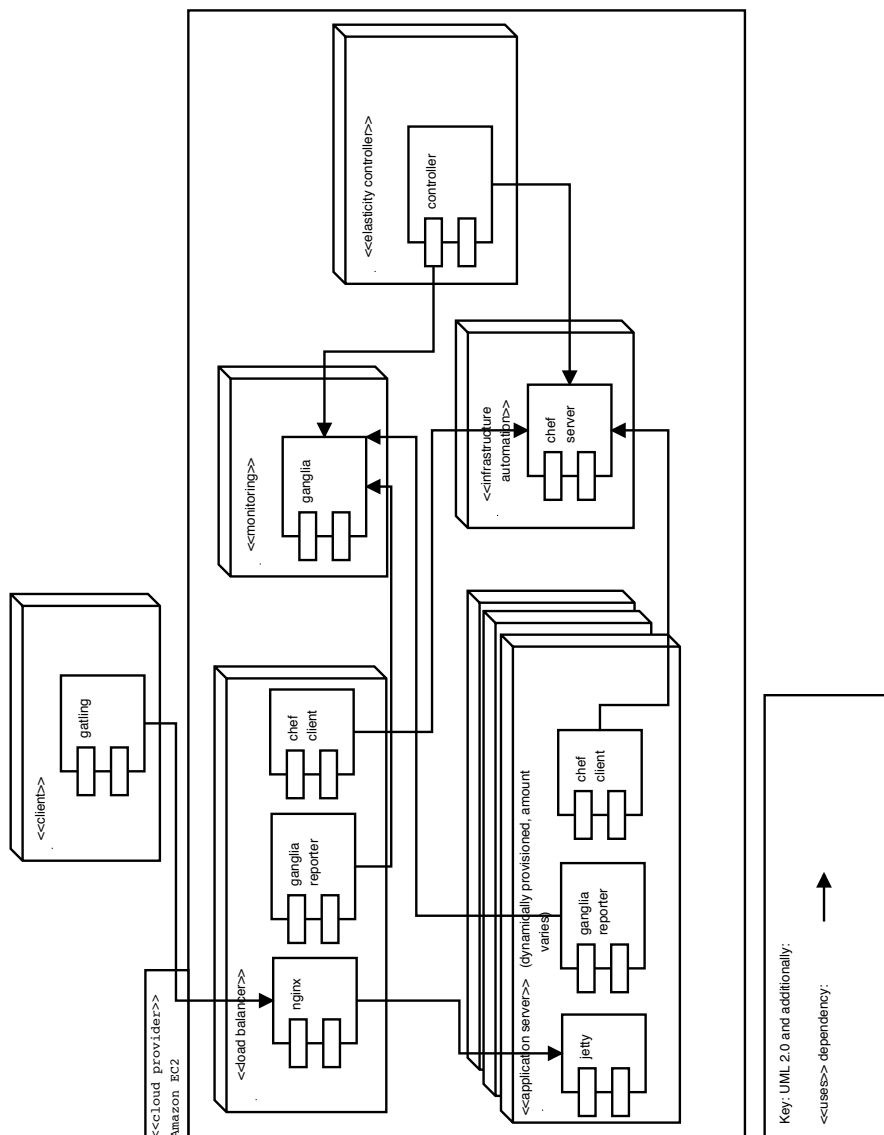 <<client>>
gatling
<<cloud provider>>
Amazon EC2
<<load balancer>>
nginx
ganglia
reporter
chef
client
<<monitoring>>
ganglia
<<elasticity controller>>
controller
<<application server>> (dynamically provisioned, amount
varies)
jetty
ganglia
reporter
chef
client
<<infrastructure
automation>>
chef
server
Key: UML 2.0 and additionally:
<<uses>> dependency: